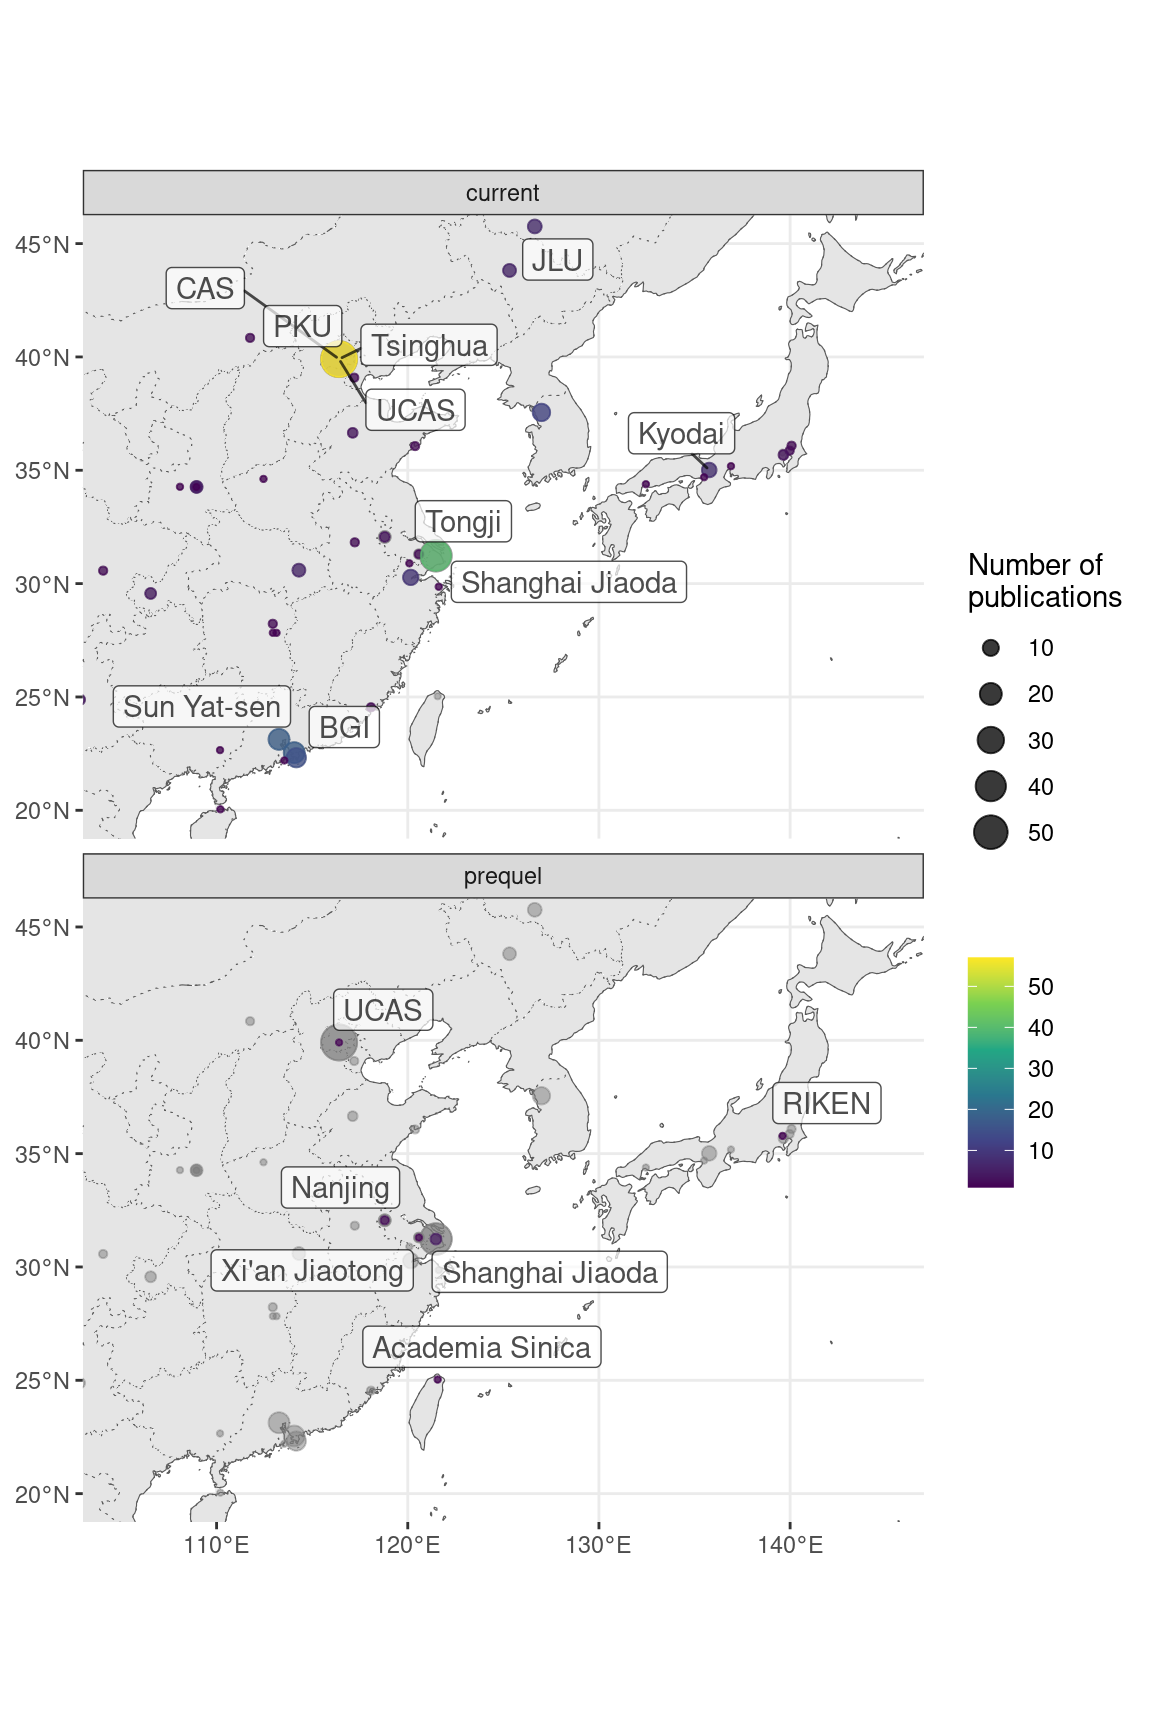 current
45°N
40°N
35°N
30°N
25°N
20°N
JLU
CAS
PKU
Tsinghua
UCAS
Kyodai
Tongji
Shanghai Jiaoda
Sun Yat-sen
BGI
prequel
45°N
40°N
35°N
30°N
25°N
20°N
UCAS
RIKEN
Nanjing
Xi'an Jiaotong
Shanghai Jiaoda
Academia Sinica
110°E
120°E
130°E
140°E
Number of
publications
10
20
30
40
50
50
40
30
20
10